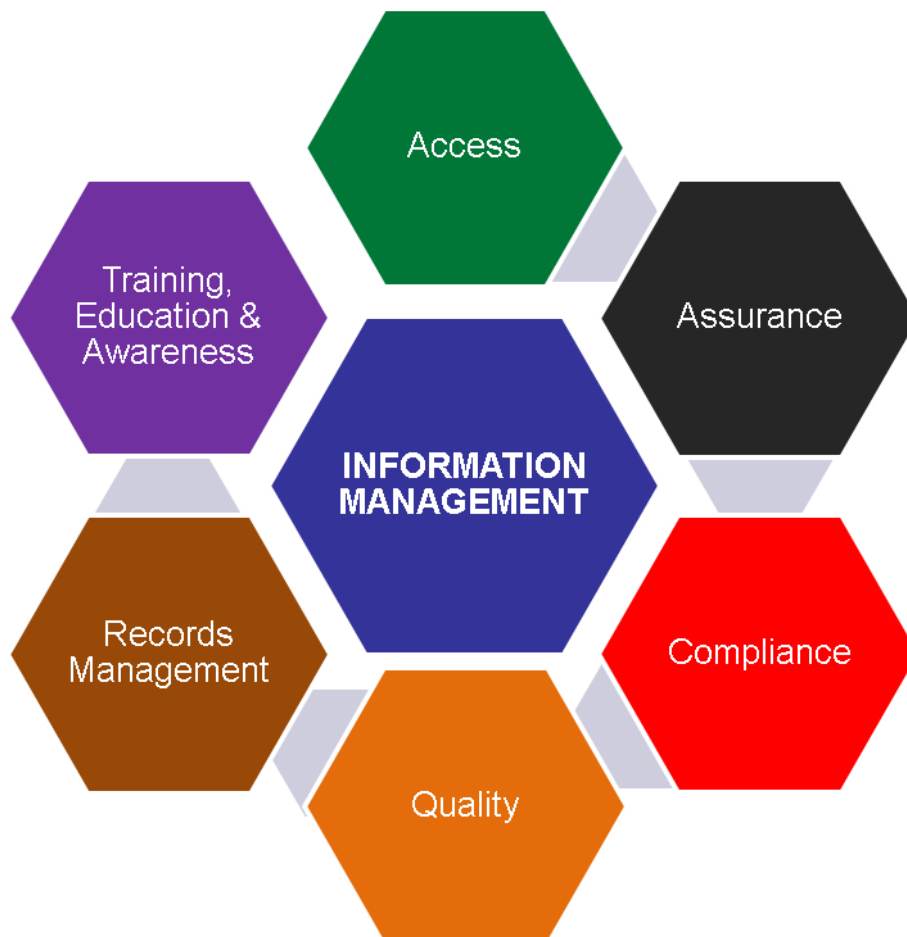 Access
Training,
Education &
Awareness
Assurance
INFORMATION
MANAGEMENT
Records
Management
Compliance
Quality